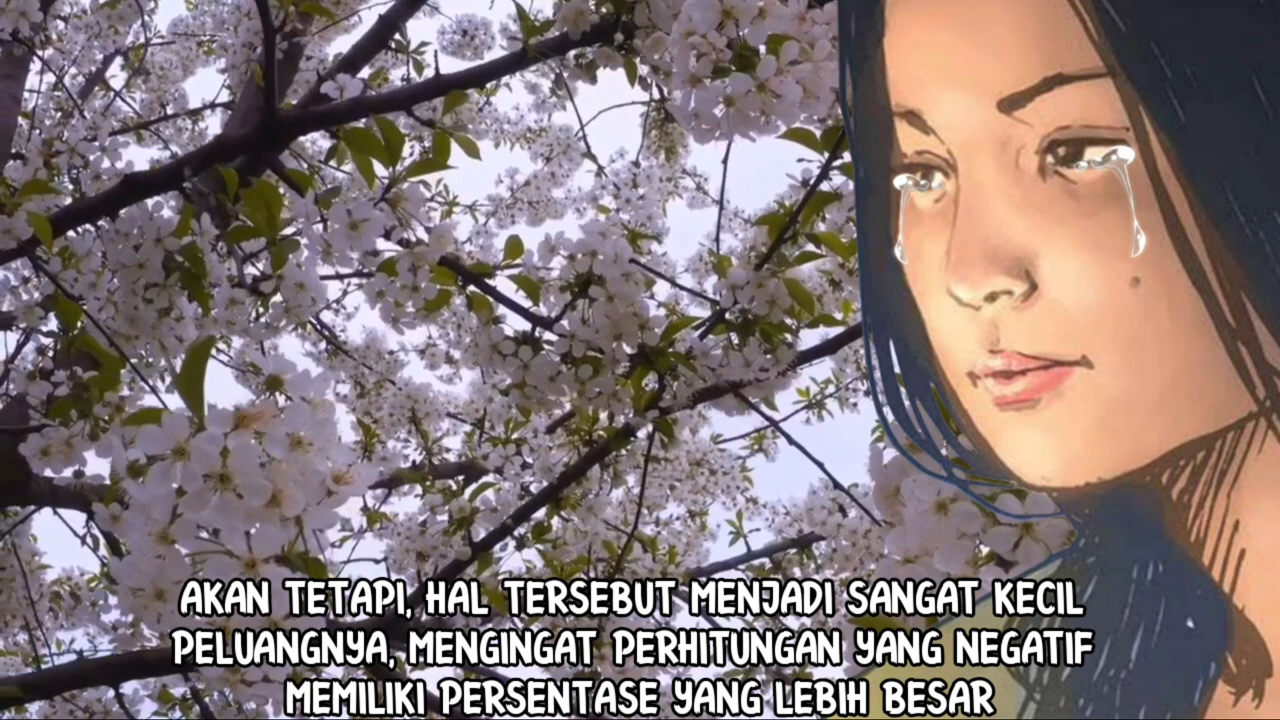 AKAN TETAPI, HAL TERSEBUT MENJADI SANGAT KECIL
PELUANGNYA, MENGINGAT PERHITUNGAN YANG NEGATIF
MEMILIKI PERSENTASE YANG LEBIH BESAR